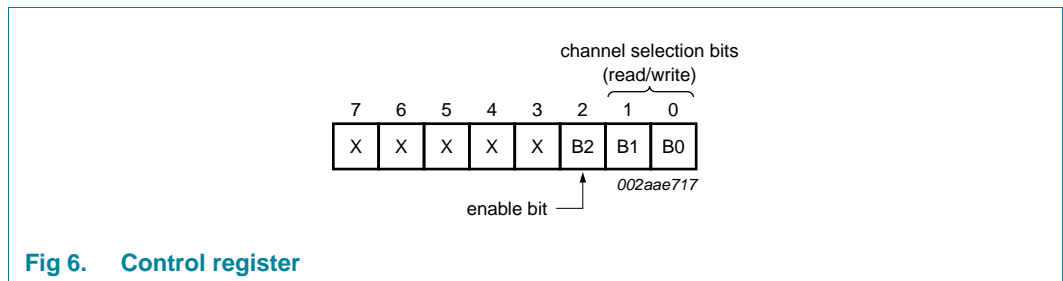 channel selection bits
(read/write)
7 6 5 4 3 2 1 0
X X X X X B2 B1 B0
002aae717
enable bit
Fig 6. Control register